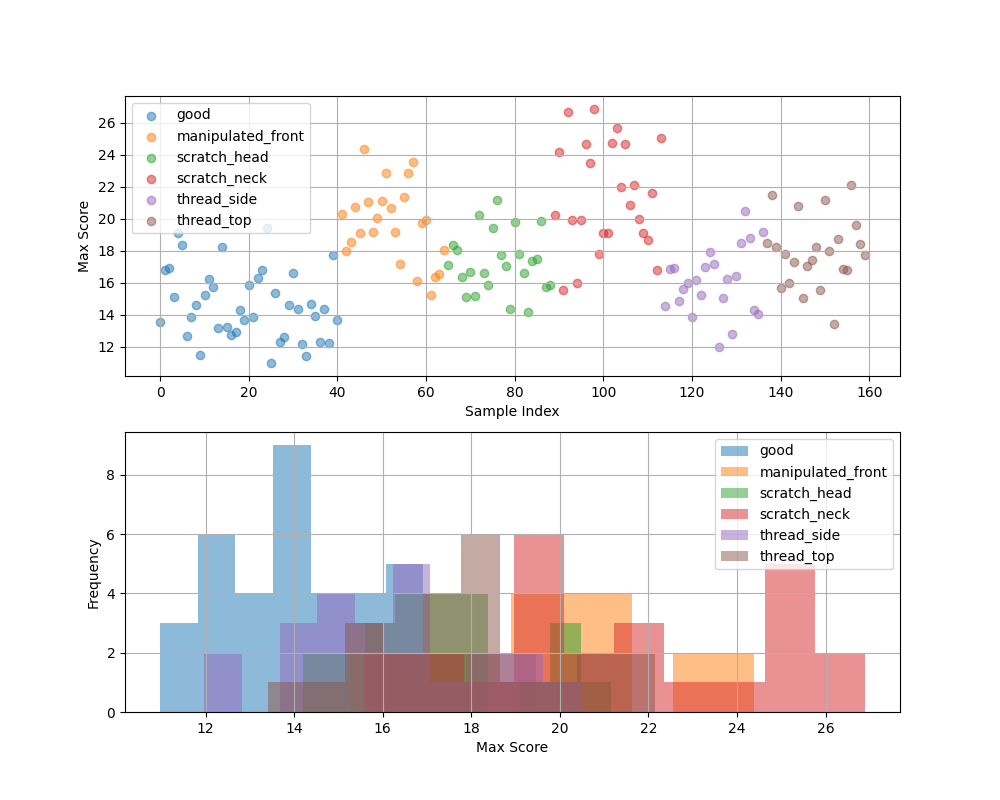 26
24
22
20
18
16
14
12
Max Score
good
manipulated_front
scratch_head
scratch_neck
thread_side
thread_top
0 20 40 60 80 100 120 140 160
Sample Index
8
6
4
2
0
Frequency
good
manipulated_front
scratch_head
scratch_neck
thread_side
thread_top
12 14 16 18 20 22 24 26
Max Score